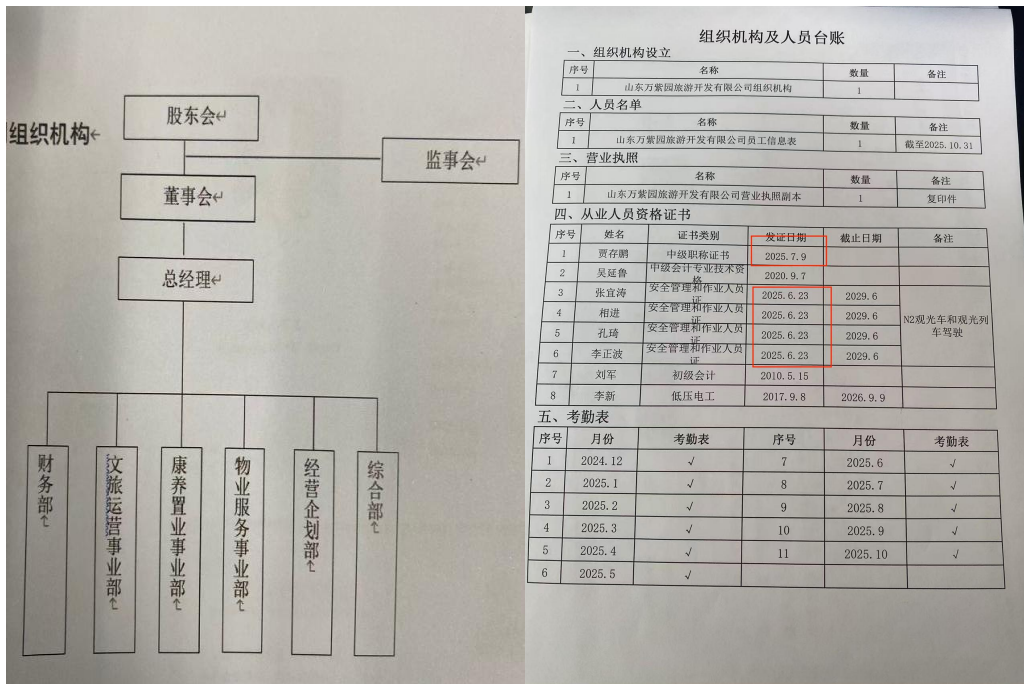 组织机构↵
股东会↵
监事会↵
董事会↵
总经理↵
财务部↵
文旅运营事业部↵
康养置业事业部↵
物业服务事业部↵
经营企划部↵
综合部↵
组织机构及人员台账
一、组织机构设立
序号 名称 数量 备注
1 山东万紫园旅游开发有限公司组织机构 1
二、人员名单
序号 名称 数量 备注
1 山东万紫园旅游开发有限公司员工信息表 1 截至2025.10.31
三、营业执照
序号 名称 数量 备注
1 山东万紫园旅游开发有限公司营业执照副本 1 复印件
四、从业人员资格证书
序号 姓名 证书类别 发证日期 截止日期 备注
1 贾存鹏 中级职称证书 2025.7.9
2 吴延鲁 中级会计专业技术资格 2020.9.7
3 张宜涛 安全管理和作业人员证 2025.6.23 2029.6
4 相进 安全管理和作业人员证 2025.6.23 2029.6
N2观光车和观光列车驾驶
5 孔琦 安全管理和作业人员证 2025.6.23 2029.6
6 李正波 安全管理和作业人员证 2025.6.23 2029.6
7 刘军 初级会计 2010.5.15
8 李新 低压电工 2017.9.8 2026.9.9
五、考勤表
序号 月份 考勤表 序号 月份 考勤表
1 2024.12 √ 7 2025.6 √
2 2025.1 √ 8 2025.7 √
3 2025.2 √ 9 2025.8 √
4 2025.3 √ 10 2025.9 √
5 2025.4 √ 11 2025.10 √
6 2025.5 √